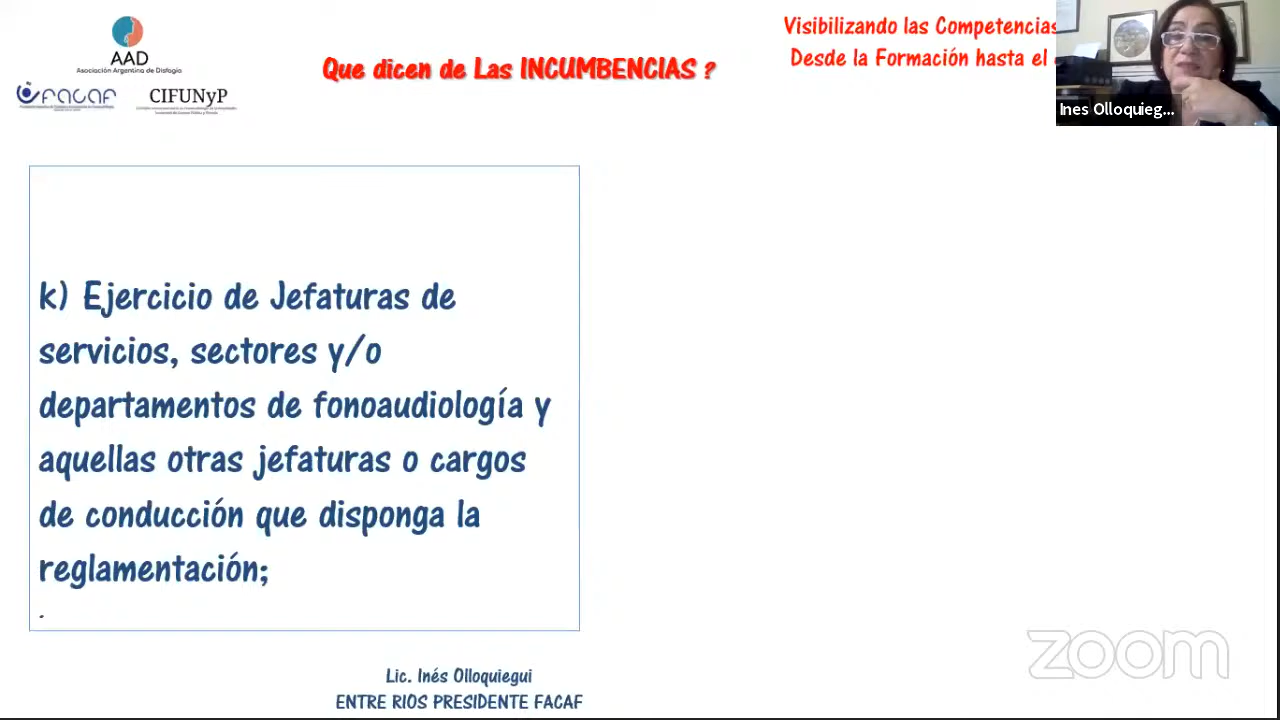 AAD
Asociación Argentina de Disfagia
FACAF
CIFUNyP
Que dicen de Las INCUMBENCIAS ?
Visibilizando las Competencias
Desde la Formación hasta el
Ines Olloquieg...
k) Ejercicio de Jefaturas de
servicios, sectores y/o
departamentos de fonoaudiología y
aquellas otras jefaturas o cargos
de conducción que disponga la
reglamentación;
.
Lic. Inés Olloquiegui
ENTRE RIOS PRESIDENTE FACAF
zoom